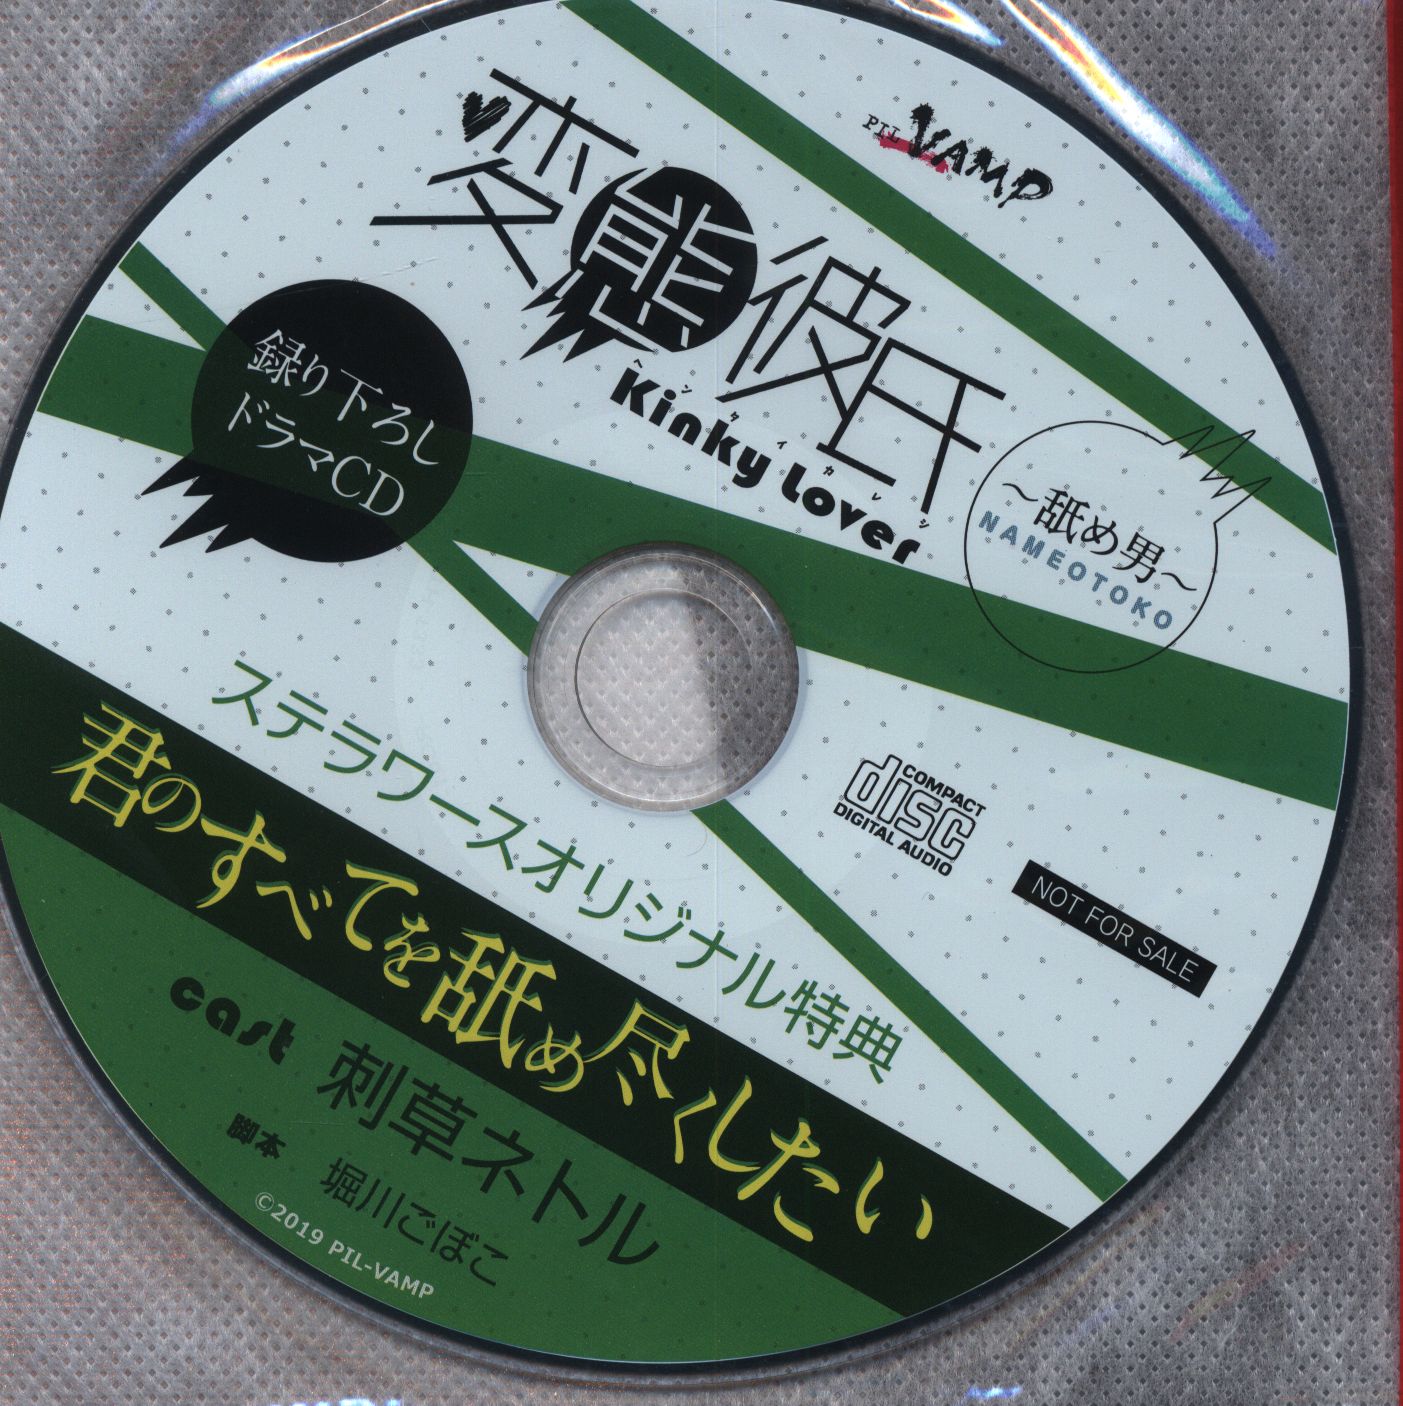 PIL VAMP
変態彼氏
ヘンタイカレシ
Kinky Lover
~舐め男~
NAMEOTOKO
録り下ろし
ドラマCD
COMPACT
disc
DIGITAL AUDIO
NOT FOR SALE
ステラワースオリジナル特典
君のすべてを舐め尽くしたい
cast 刺草ネトル
脚本 堀川ごぼこ
©2019 PIL-VAMP